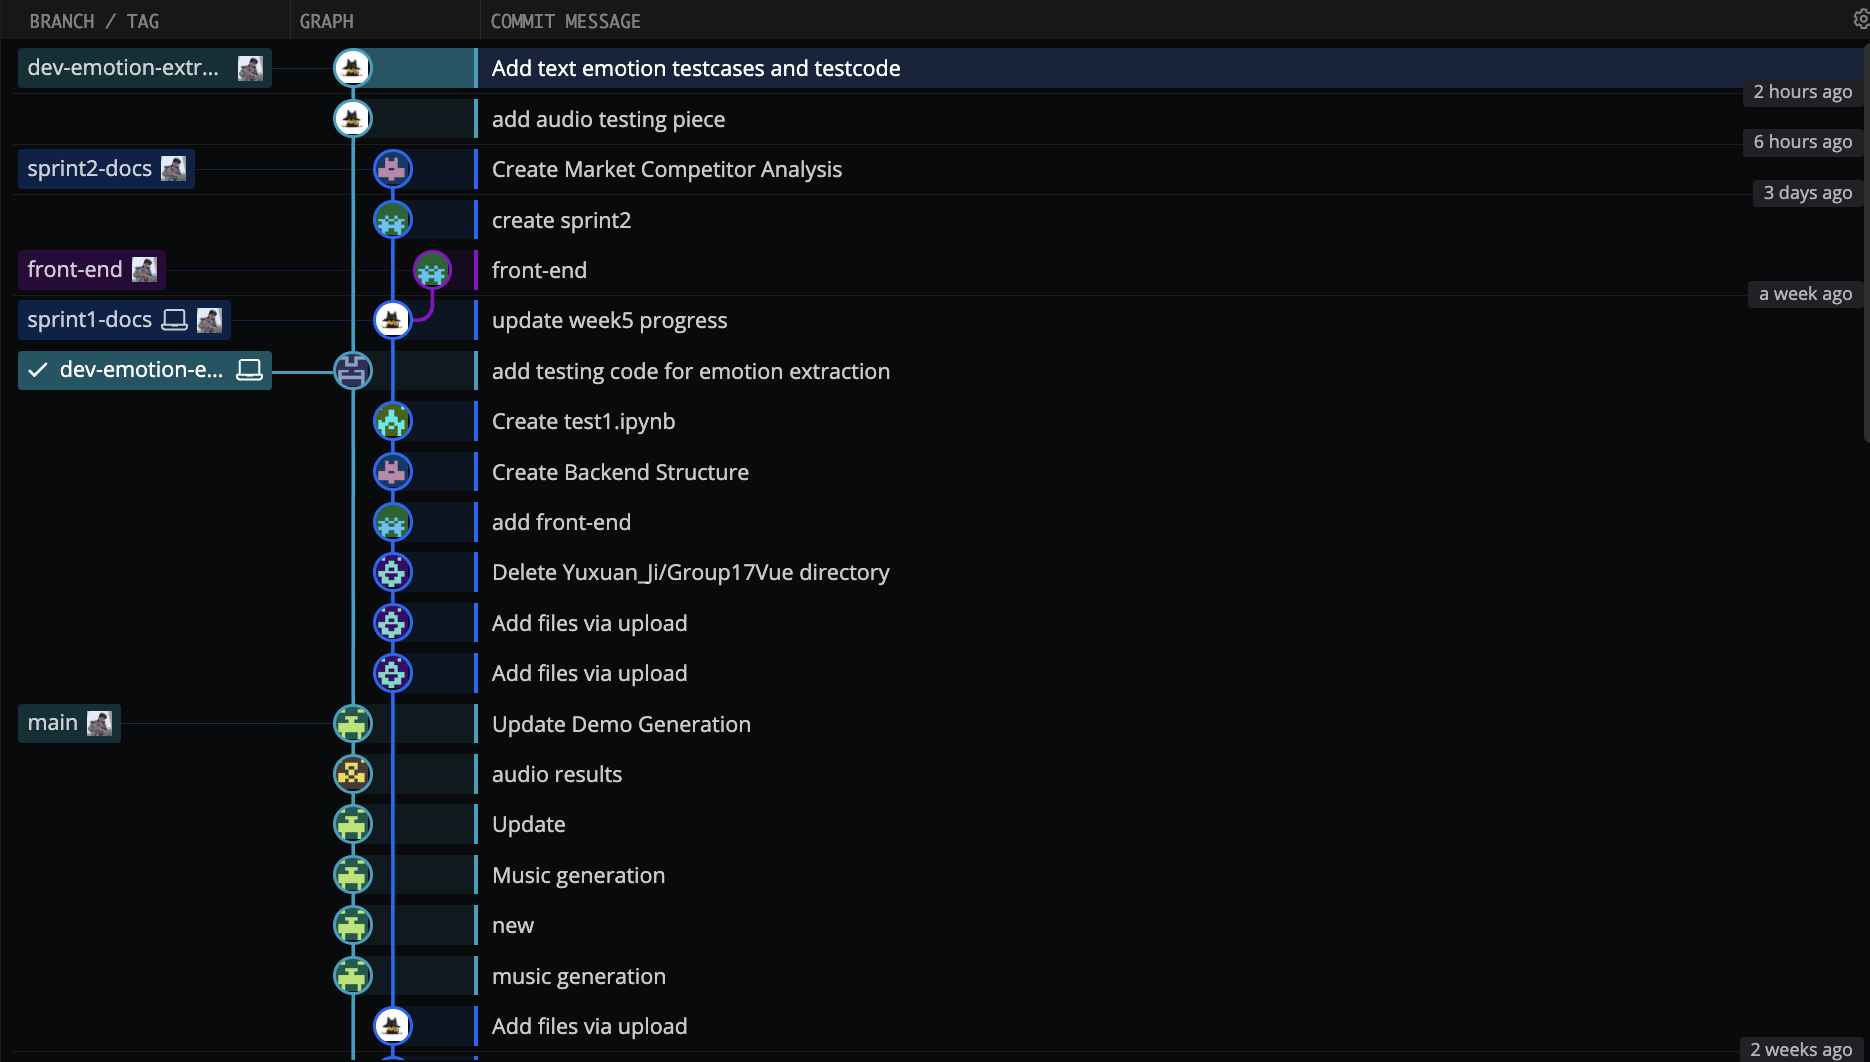 BRANCH / TAG GRAPH COMMIT MESSAGE
dev-emotion-extr... Add text emotion testcases and testcode
2 hours ago
add audio testing piece
6 hours ago
sprint2-docs Create Market Competitor Analysis
3 days ago
create sprint2
front-end front-end
a week ago
sprint1-docs update week5 progress
dev-emotion-e... add testing code for emotion extraction
Create test1.ipynb
Create Backend Structure
add front-end
Delete Yuxuan_Ji/Group17Vue directory
Add files via upload
Add files via upload
main Update Demo Generation
audio results
Update
Music generation
new
music generation
Add files via upload
2 weeks ago